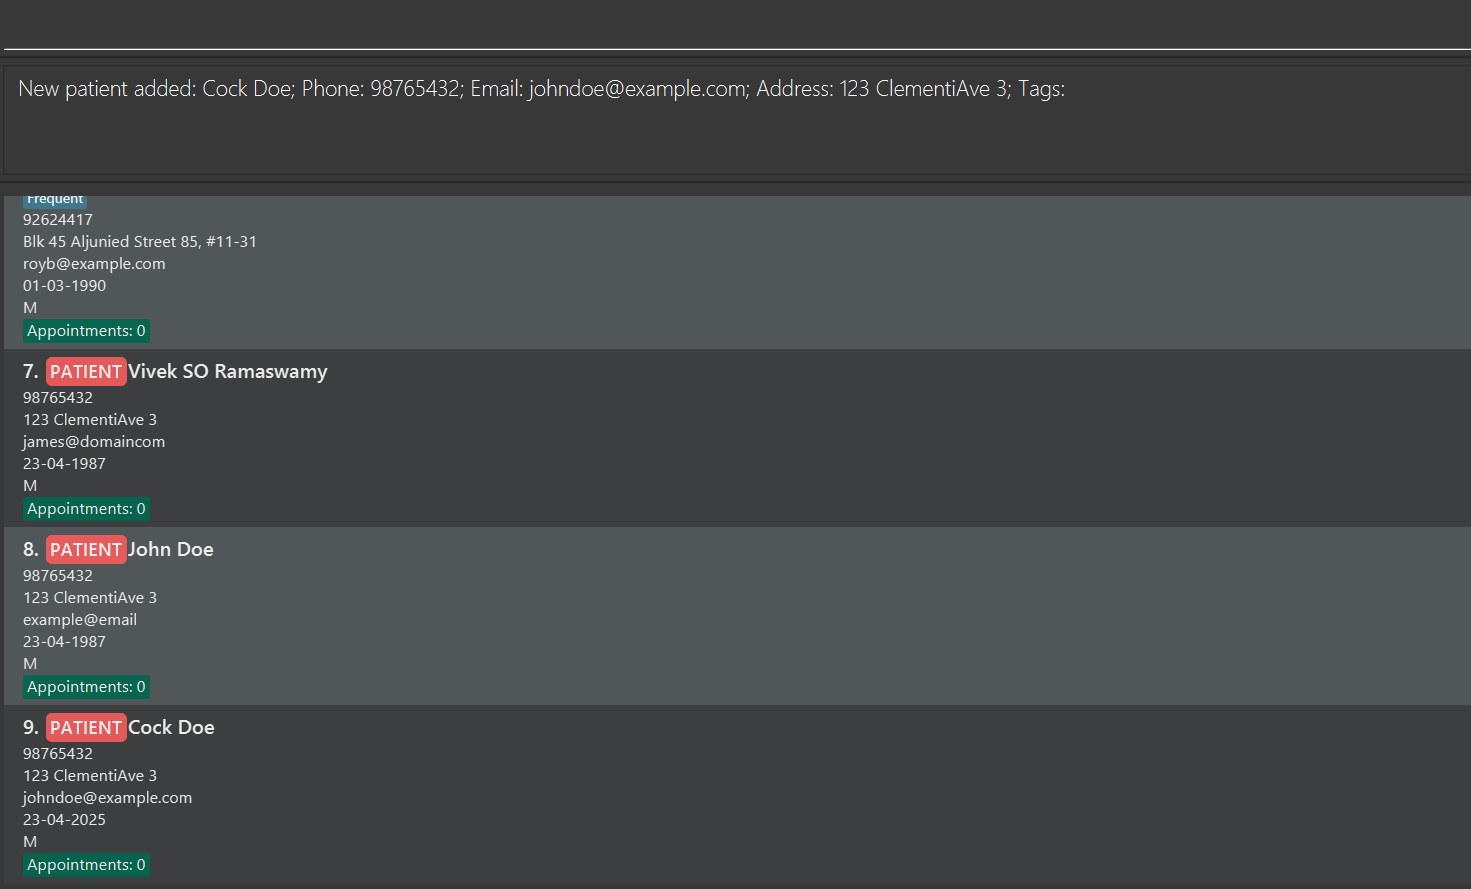 New patient added: Cock Doe; Phone: 98765432; Email: johndoe@example.com; Address: 123 ClementiAve 3; Tags:
Frequent
92624417
Blk 45 Aljunied Street 85, #11-31
royb@example.com
01-03-1990
M
Appointments: 0
7. PATIENT Vivek SO Ramaswamy
98765432
123 ClementiAve 3
james@domaincom
23-04-1987
M
Appointments: 0
8. PATIENT John Doe
98765432
123 ClementiAve 3
example@email
23-04-1987
M
Appointments: 0
9. PATIENT Cock Doe
98765432
123 ClementiAve 3
johndoe@example.com
23-04-2025
M
Appointments: 0